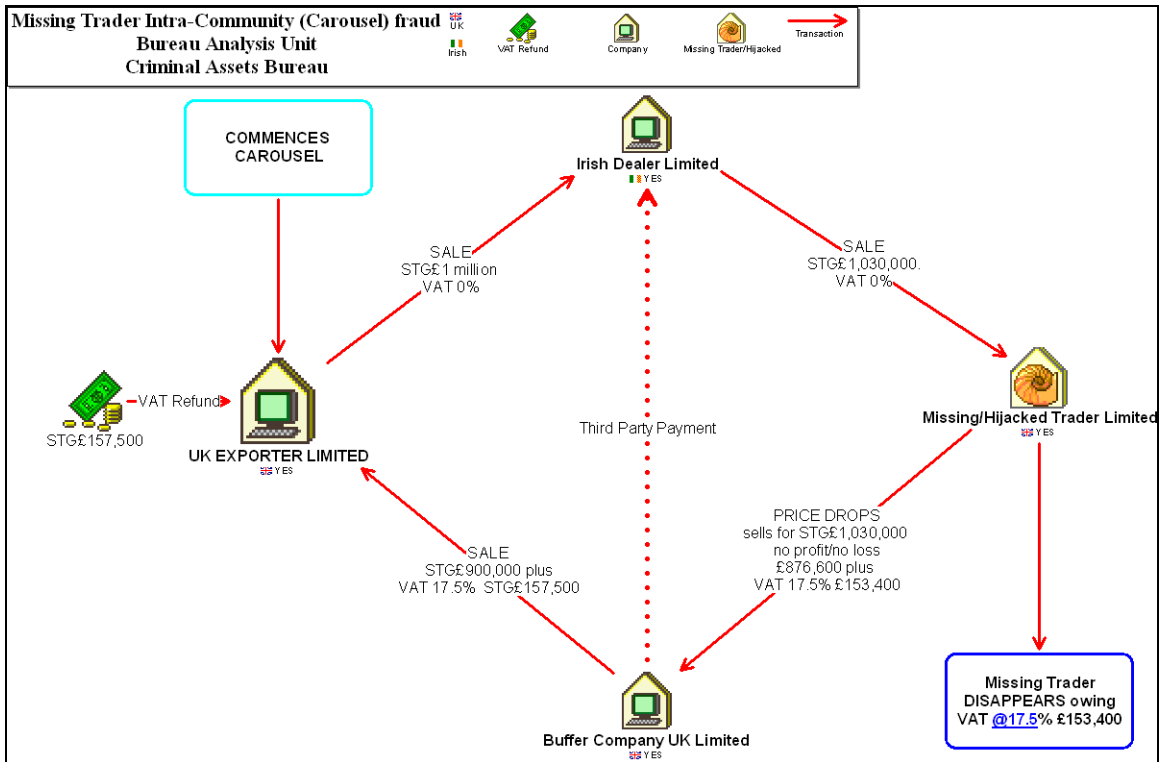 Missing Trader Intra-Community (Carousel) fraud
Bureau Analysis Unit
Criminal Assets Bureau
UK
Irish
VAT Refund
Company
Missing Trader/Hijacked
Transaction
COMMENCES
CAROUSEL
Irish Dealer Limited
YES
SALE
STG£1 million
VAT 0%
SALE
STG£1,030,000.
VAT 0%
VAT Refund
STG£157,500
UK EXPORTER LIMITED
YES
Third Party Payment
Missing/Hijacked Trader Limited
YES
PRICE DROPS
sells for STG£1,030,000
no profit/no loss
£876,600 plus
VAT 17.5% £153,400
SALE
STG£900,000 plus
VAT 17.5% STG£157,500
Missing Trader
DISAPPEARS owing
VAT @17.5% £153,400
Buffer Company UK Limited
YES